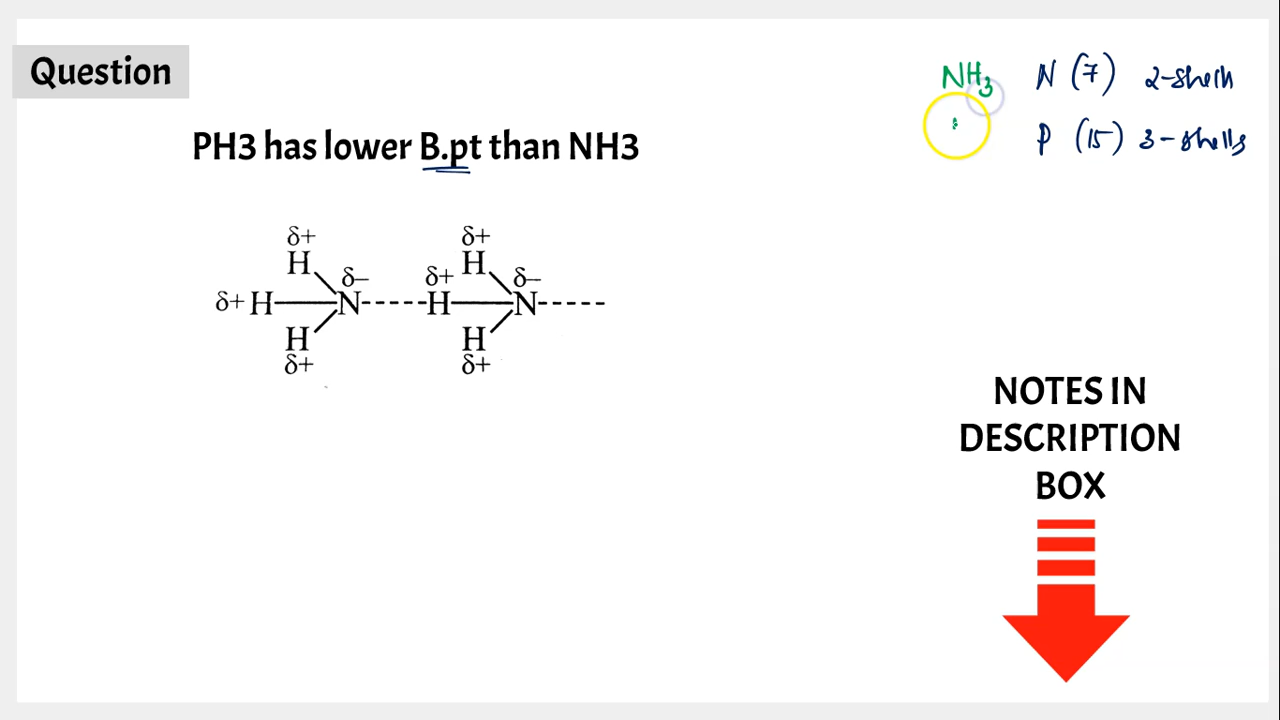 Question
NH3 N (7) 2-shells
P (15) 3-shells
PH3 has lower B.pt than NH3
δ+ δ+
H δ– δ+ H δ–
δ+ H N H N
H H
δ+ δ+
NOTES IN
DESCRIPTION
BOX